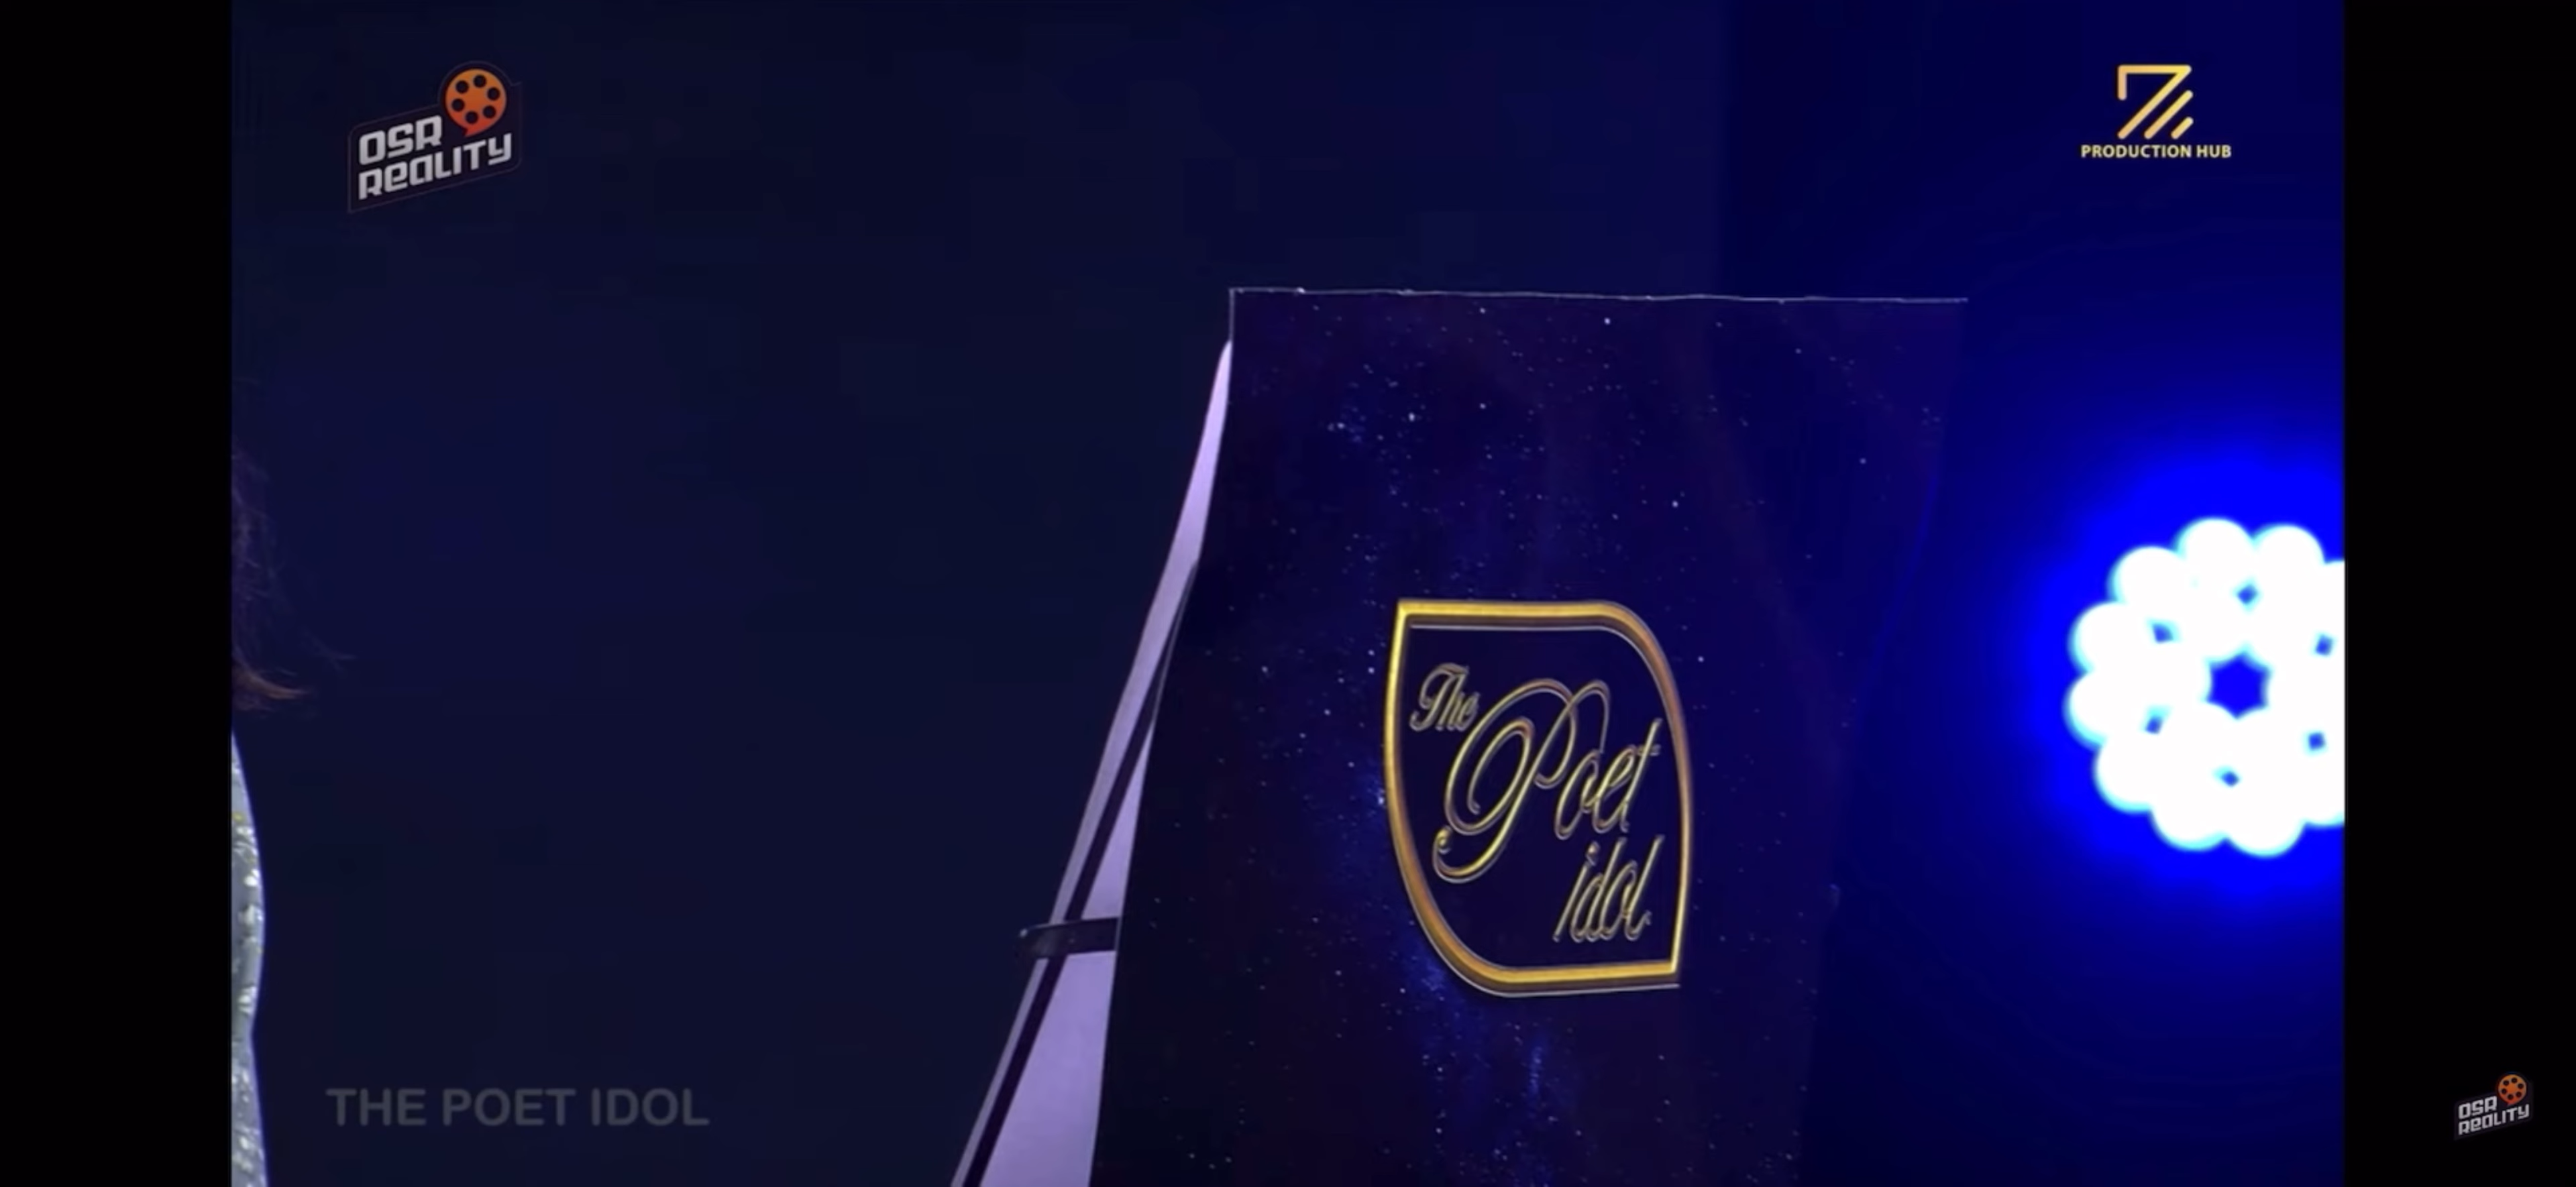 OSR
REALITY
PRODUCTION HUB
The
Poet
idol
THE POET IDOL
OSR
REALITY